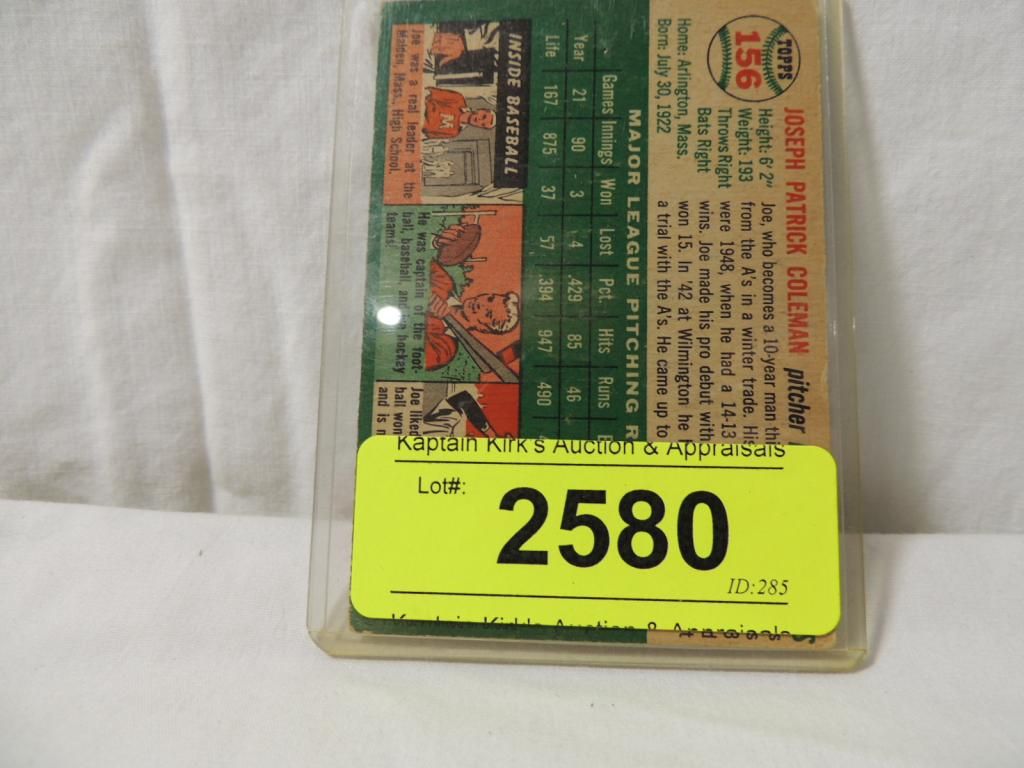 TOPPS
156
JOSEPH PATRICK COLEMAN pitcher
Height: 6' 2"
Weight: 193
Throws Right
Bats Right
Home: Arlington, Mass.
Born: July 30, 1922
Joe, who becomes a 10-year man this
from the A's in a winter trade. His
were 1948, when he had a 14-13
wins. Joe made his pro debut with
won 15. In '42 at Wilmington he
a trial with the A's. He came up to
MAJOR LEAGUE PITCHING R
Games Innings Won Lost Pct. Hits Runs
Year 21 90 3 4 .429 85 46
Life 167 875 37 57 .394 947 490
INSIDE BASEBALL
M
Joe was a real leader at the
Malden, Mass., High School.
He was captain of the foot-
ball, baseball, and ice hockey
teams!
Joe liked
ball won
and is n
Kaptain Kirk's Auction & Appraisals
Lot#:
2580
ID:285
Kaptain Kirk's Auction & Appraisals